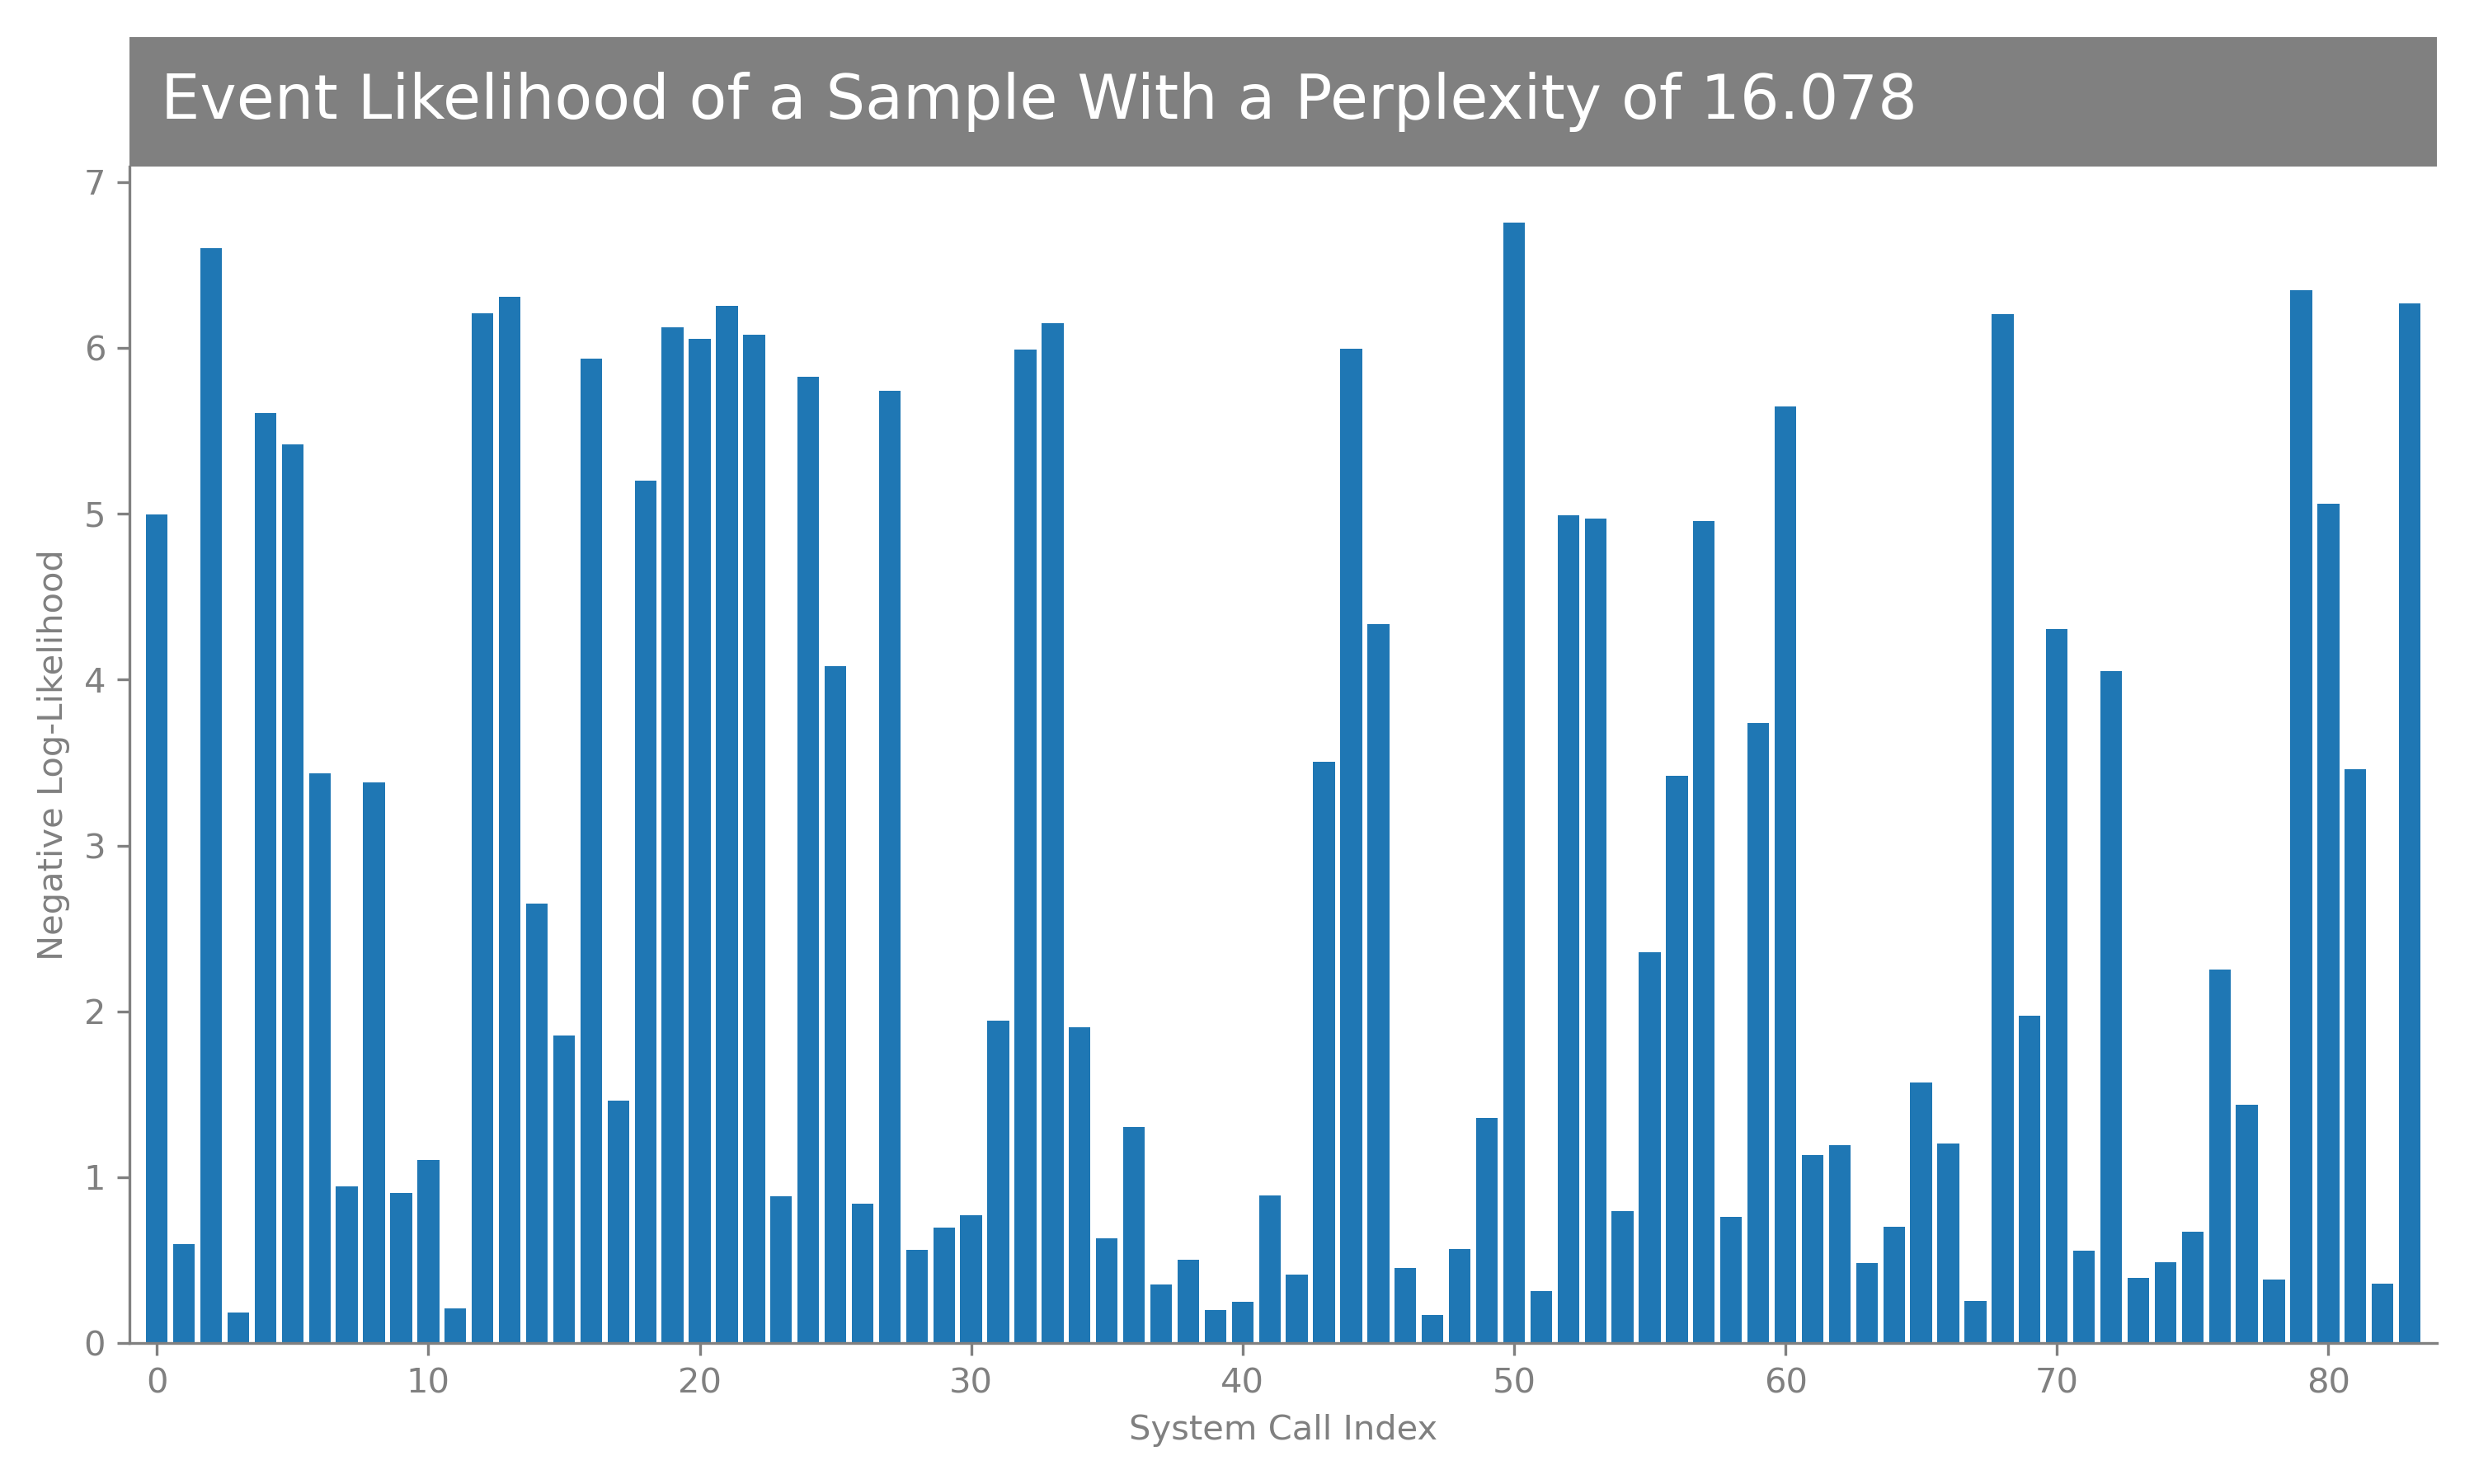 Event Likelihood of a Sample With a Perplexity of 16.078
7
6
5
4
3
2
1
0
Negative Log-Likelihood
0 10 20 30 40 50 60 70 80
System Call Index